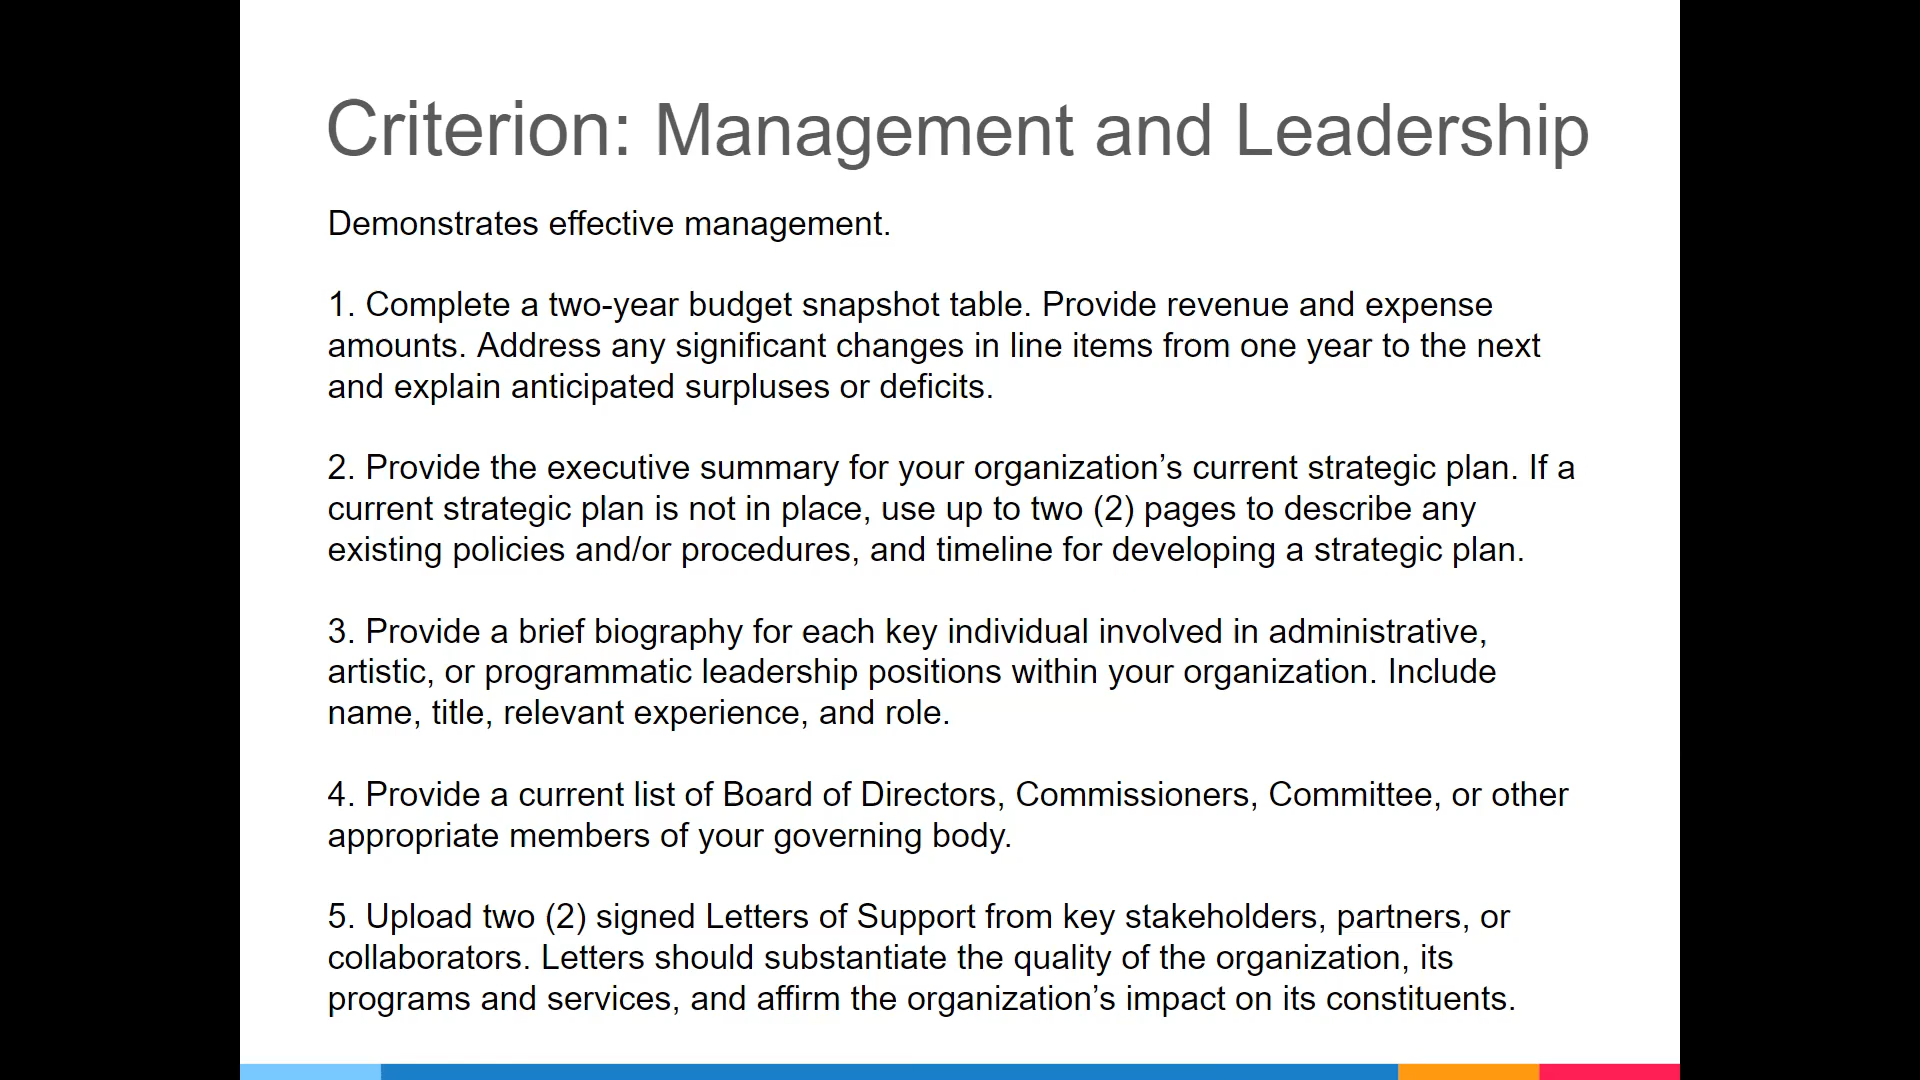 Criterion: Management and Leadership
Demonstrates effective management.
1. Complete a two-year budget snapshot table. Provide revenue and expense
amounts. Address any significant changes in line items from one year to the next
and explain anticipated surpluses or deficits.
2. Provide the executive summary for your organization’s current strategic plan. If a
current strategic plan is not in place, use up to two (2) pages to describe any
existing policies and/or procedures, and timeline for developing a strategic plan.
3. Provide a brief biography for each key individual involved in administrative,
artistic, or programmatic leadership positions within your organization. Include
name, title, relevant experience, and role.
4. Provide a current list of Board of Directors, Commissioners, Committee, or other
appropriate members of your governing body.
5. Upload two (2) signed Letters of Support from key stakeholders, partners, or
collaborators. Letters should substantiate the quality of the organization, its
programs and services, and affirm the organization’s impact on its constituents.